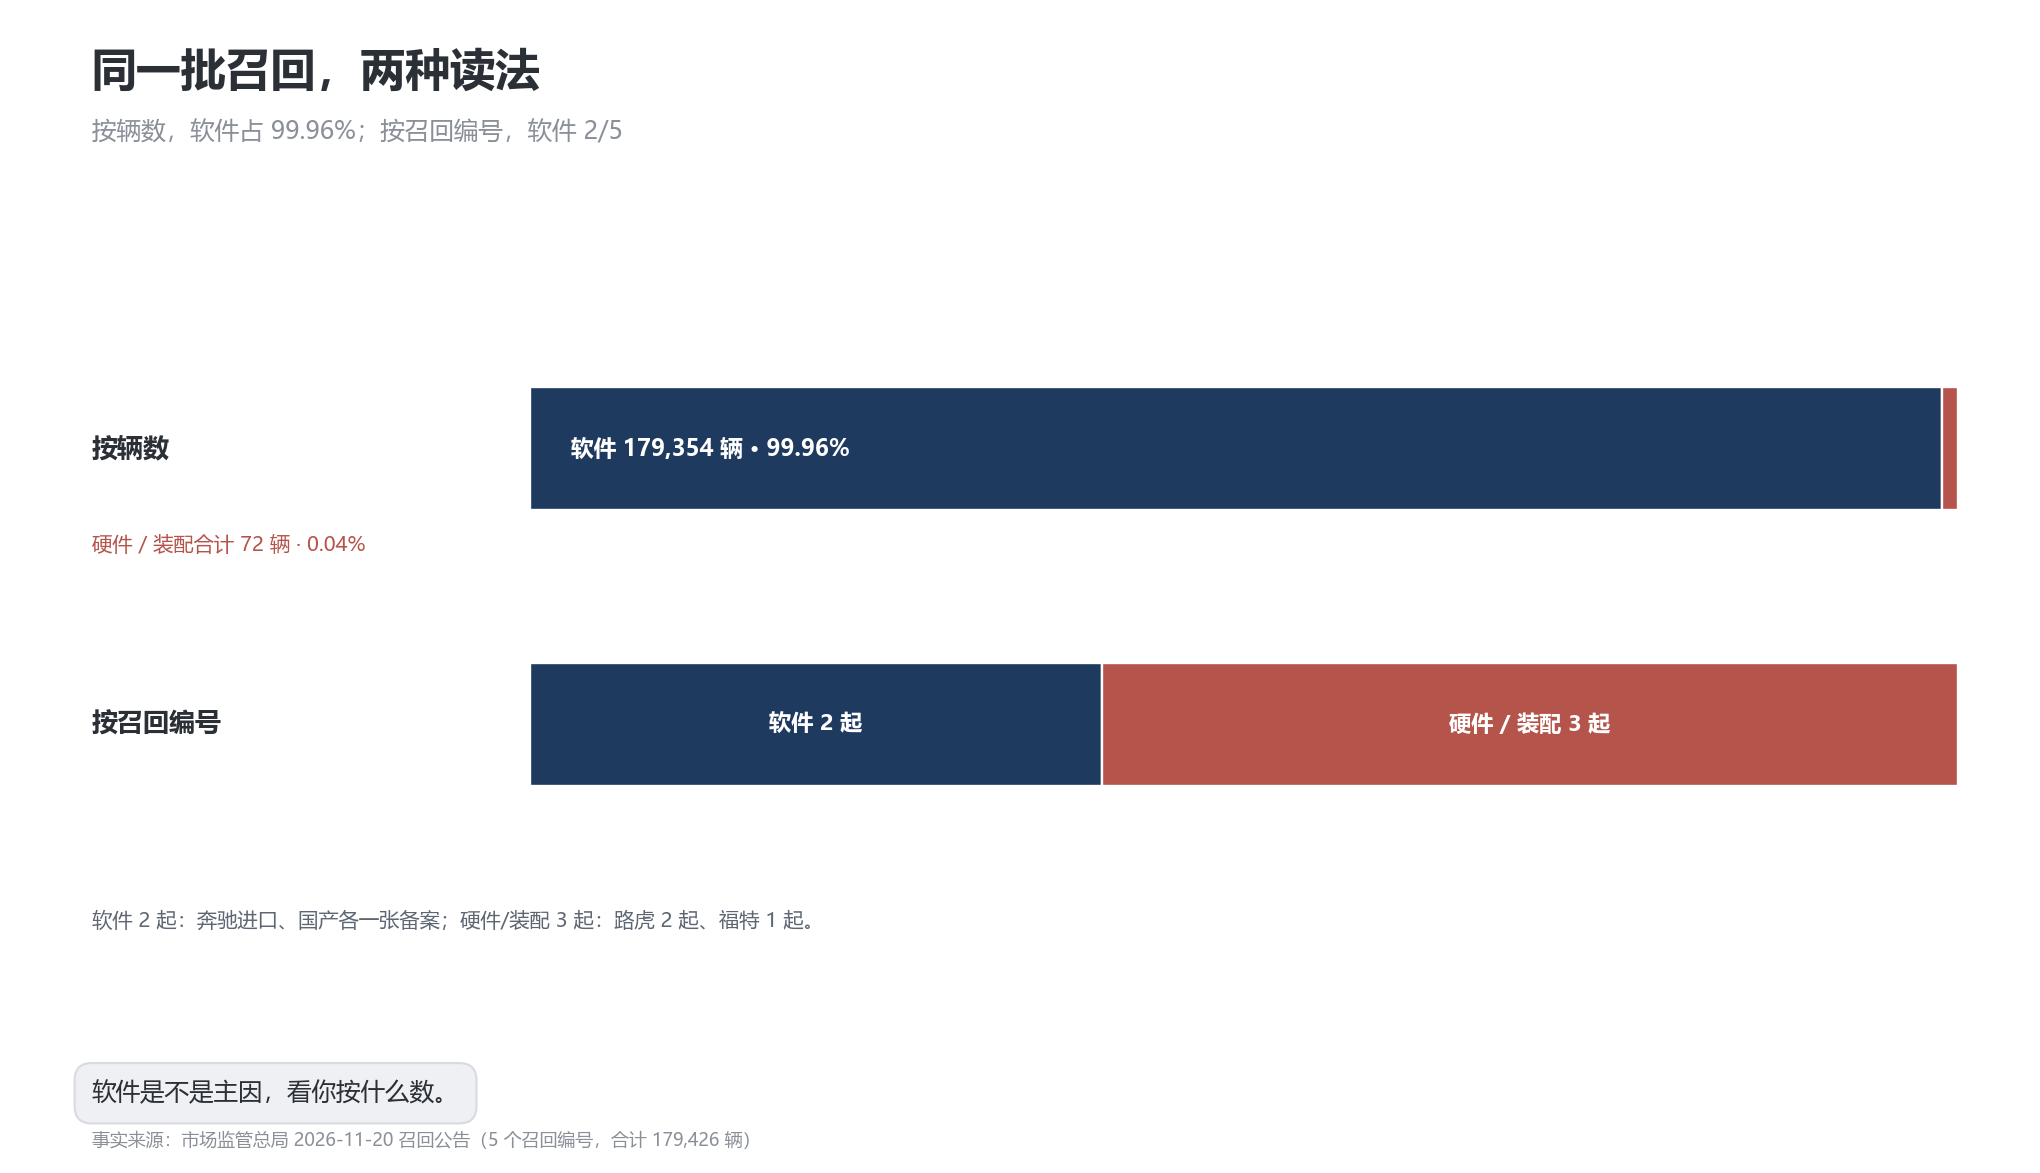 同一批召回，两种读法
按辆数，软件占 99.96%；按召回编号，软件 2/5
按辆数
软件 179,354 辆 · 99.96%
硬件 / 装配合计 72 辆 · 0.04%
按召回编号
软件 2 起
硬件 / 装配 3 起
软件 2 起：奔驰进口、国产各一张备案；硬件/装配 3 起：路虎 2 起、福特 1 起。
软件是不是主因，看你按什么数。
事实来源：市场监管总局 2026-11-20 召回公告（5 个召回编号，合计 179,426 辆）